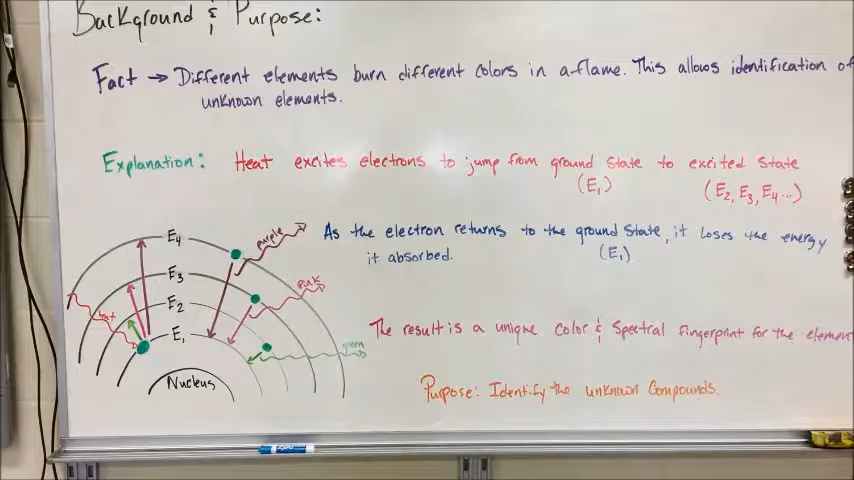 Background & Purpose:
Fact → Different elements burn different colors in a flame. This allows identification of
unknown elements.
Explanation: Heat excites electrons to jump from ground state to excited state
(E1) (E2, E3, E4...)
As the electron returns to the ground state, it loses the energy
it absorbed. (E1)
The result is a unique color & spectral fingerprint for the element
Purpose: Identify the unknown compounds.
E4
purple
E3
pink
heat
E2
E1
green
Nucleus